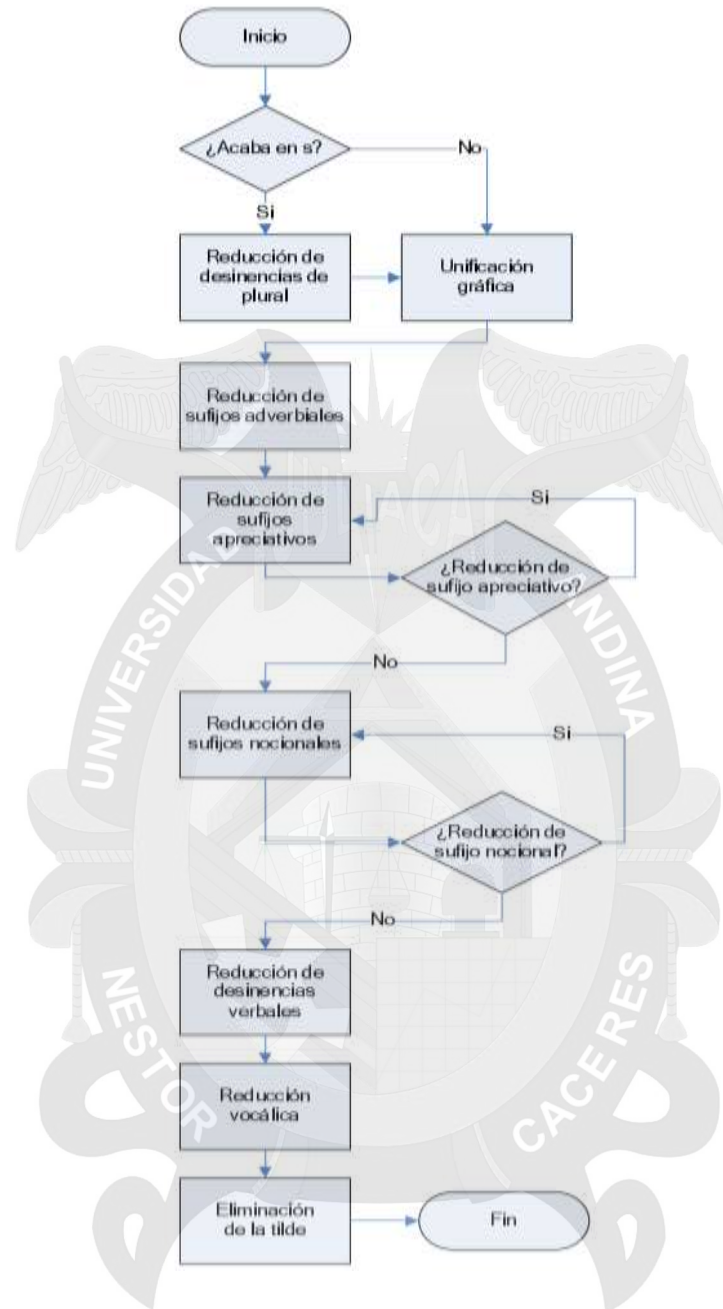 Inicio
¿Acaba en s?
No
Si
Reducción de
desinencias de
plural
Unificación
gráfica
Reducción de
sufijos adverbiales
Reducción de
sufijos
apreciativos
Si
¿Reducción de
sufijo apreciativo?
No
Reducción de
sufijos nocionales
Si
¿Reducción de
sufijo nocional?
No
Reducción de
desinencias
verbales
Reducción
vocálica
Eliminación
de la tilde
Fin
UNIVERSIDAD
ANDINA
NESTOR
CACERES